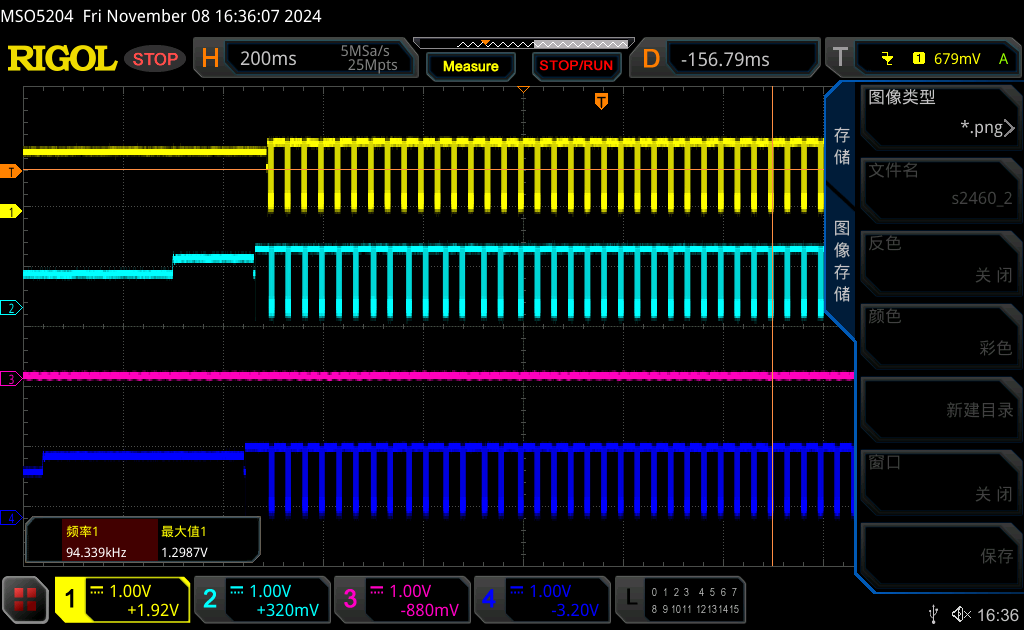 MSO5204 Fri November 08 16:36:07 2024
RIGOL STOP H 200ms 5MSa/s 25Mpts Measure STOP/RUN D -156.79ms T 1 679mV A
T
T
1
2
3
4
存储
图像存储
图像类型
*.png
文件名
s2460_2
反色
关闭
颜色
彩色
新建目录
窗口
关闭
保存
频率1 最大值1
94.339kHz 1.2987V
1 1.00V +1.92V
2 1.00V +320mV
3 1.00V -880mV
4 1.00V -3.20V
L 0 1 2 3 4 5 6 7
8 9 10 11 12 13 14 15
16:36